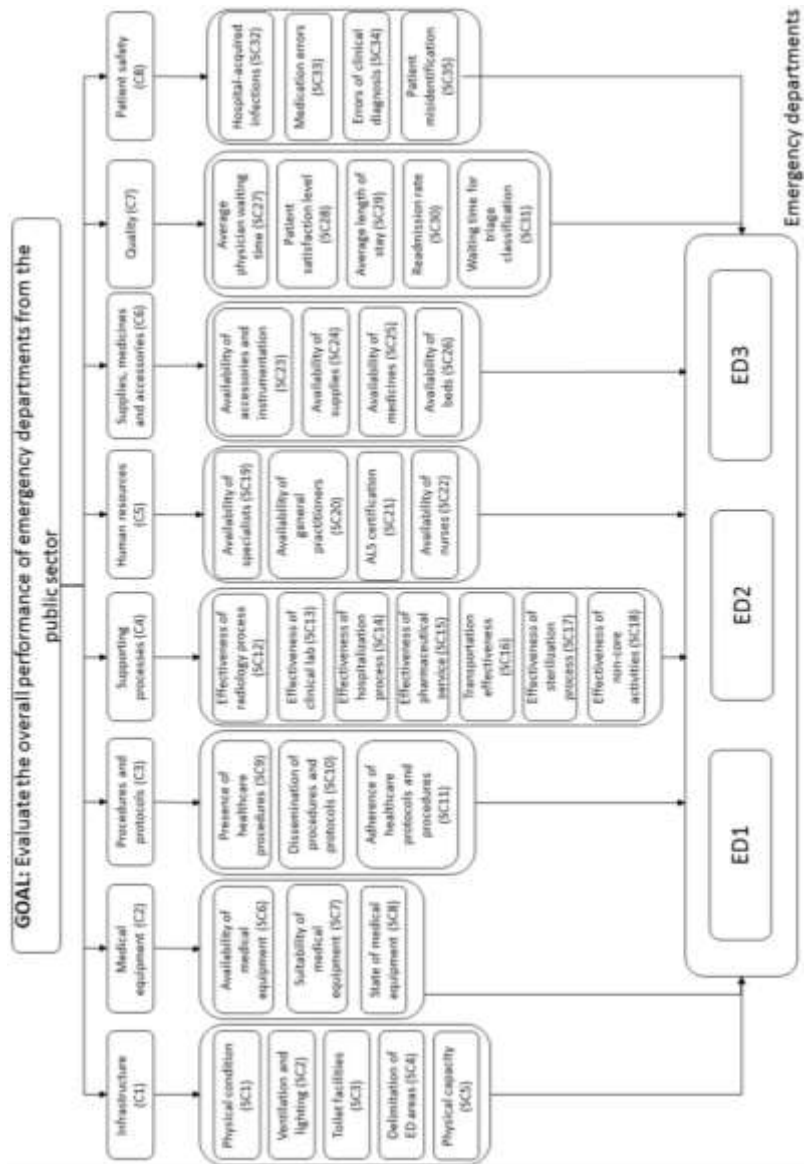 GOAL: Evaluate the overall performance of emergency departments from the
public sector
Infrastructure
(C1)
Medical
equipment (C2)
Procedures and
protocols (C3)
Supporting
processes (C4)
Human resources
(C5)
Supplies, medicines
and accessories (C6)
Quality (C7)
Patient safety
(C8)
Physical condition
(SC1)
Ventilation and
lighting (SC2)
Toilet facilities
(SC3)
Delimitation of
ED areas (SC4)
Physical capacity
(SC5)
Availability of
medical
equipment (SC6)
Suitability of
medical
equipment (SC7)
State of medical
equipment (SC8)
Presence of
healthcare
procedures (SC9)
Dissemination of
procedures and
protocols (SC10)
Adherence of
healthcare
protocols and
procedures
(SC11)
Effectiveness of
radiology process
(SC12)
Effectiveness of
clinical lab (SC13)
Effectiveness of
hospitalization
process (SC14)
Effectiveness of
pharmaceutical
service (SC15)
Transportation
effectiveness
(SC16)
Effectiveness of
sterilization
process (SC17)
Effectiveness of
non-core
activities (SC18)
Availability of
specialists (SC19)
Availability of
general
practitioners
(SC20)
ALS certification
(SC21)
Availability of
nurses (SC22)
Availability of
accessories and
instrumentation
(SC23)
Availability of
supplies (SC24)
Availability of
medicines (SC25)
Availability of
beds (SC26)
Average
physician waiting
time (SC27)
Patient
satisfaction level
(SC28)
Average length of
stay (SC29)
Readmission rate
(SC30)
Waiting time for
triage
classification
(SC31)
Hospital-acquired
infections (SC32)
Medication errors
(SC33)
Errors of clinical
diagnosis (SC34)
Patient
misidentification
(SC35)
ED1
ED2
ED3
Emergency departments